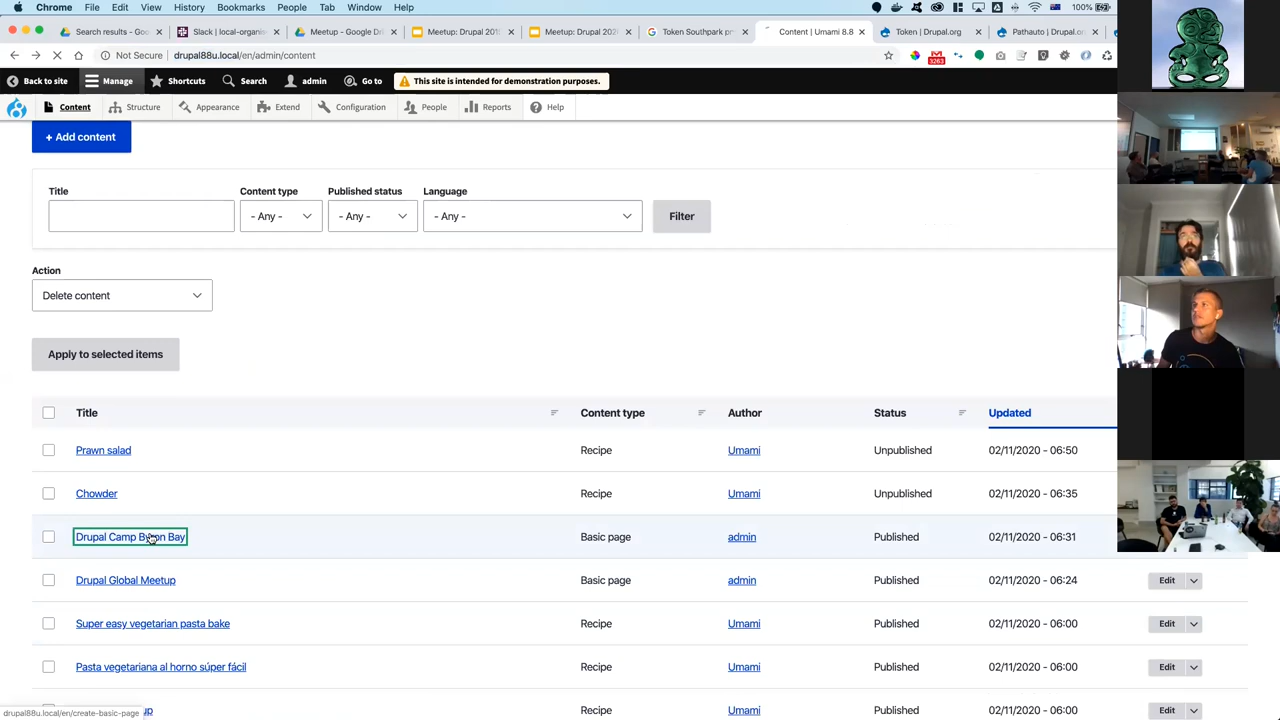 Chrome File Edit View History Bookmarks People Tab Window Help 100%
Search results - G Slack | local-organis Meetup - Google Dri Meetup: Drupal 201 Meetup: Drupal 202 Token Southpark pn Content | Umami 8.8 Token | Drupal.org Pathauto | Drupal.or
Not Secure drupal88u.local/en/admin/content 3263
Back to site Manage Shortcuts Search admin Go to This site is intended for demonstration purposes.
Content Structure Appearance Extend Configuration People Reports Help
+ Add content
Title Content type Published status Language
- Any - - Any - - Any - Filter
Action
Delete content
Apply to selected items
Title Content type Author Status Updated
Prawn salad Recipe Umami Unpublished 02/11/2020 - 06:50
Chowder Recipe Umami Unpublished 02/11/2020 - 06:35
Drupal Camp Byron Bay Basic page admin Published 02/11/2020 - 06:31
Drupal Global Meetup Basic page admin Published 02/11/2020 - 06:24 Edit
Super easy vegetarian pasta bake Recipe Umami Published 02/11/2020 - 06:00 Edit
Pasta vegetariana al horno súper fácil Recipe Umami Published 02/11/2020 - 06:00 Edit
Recipe Umami Published 02/11/2020 - 06:00 Edit
drupal88u.local/en/create-basic-page